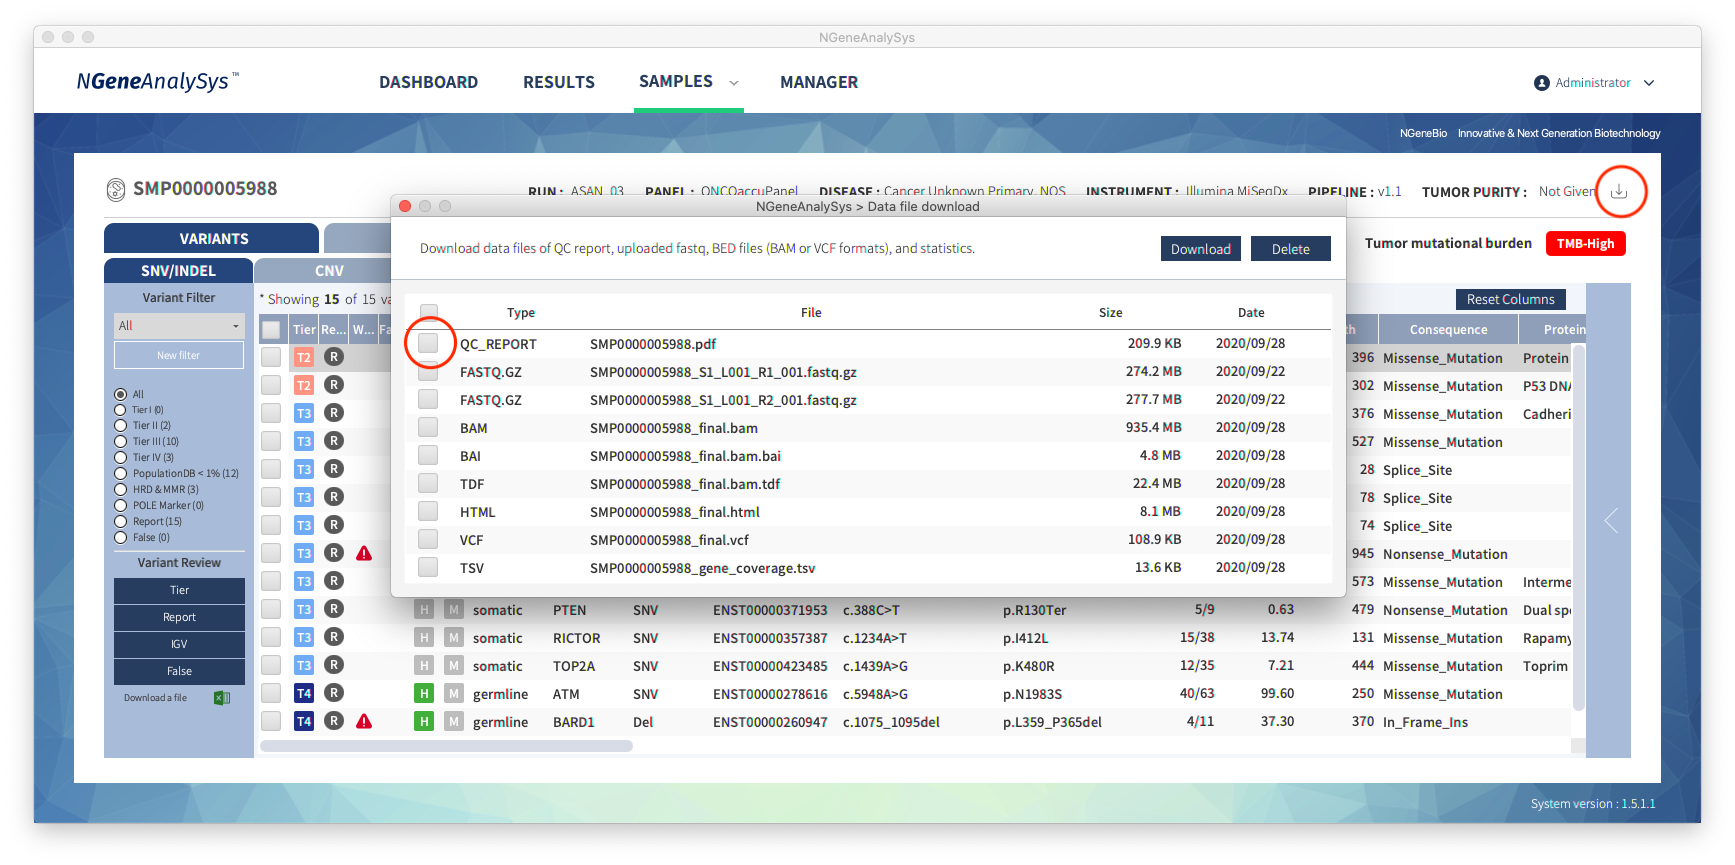 NGeneAnalySys
NGeneAnalySys™ DASHBOARD RESULTS SAMPLES MANAGER Administrator
NGeneBio Innovative & Next Generation Biotechnology
SMP0000005988 RUN : ASAN_03 PANEL : ONCOaccuPanel DISEASE : Cancer Unknown Primary, NOS INSTRUMENT : Illumina MiSeqDx PIPELINE : v1.1 TUMOR PURITY : Not Given
NGeneAnalySys > Data file download
VARIANTS
Tumor mutational burden TMB-High
Download data files of QC report, uploaded fastq, BED files (BAM or VCF formats), and statistics. Download Delete
SNV/INDEL CNV
Variant Filter
* Showing 15 of 15 va
Reset Columns
Type File Size Date
All
Tier Re... W... Fa
th Consequence Protein
New filter
QC_REPORT SMP0000005988.pdf 209.9 KB 2020/09/28
FASTQ.GZ SMP0000005988_S1_L001_R1_001.fastq.gz 274.2 MB 2020/09/22
FASTQ.GZ SMP0000005988_S1_L001_R2_001.fastq.gz 277.7 MB 2020/09/22
BAM SMP0000005988_final.bam 935.4 MB 2020/09/28
BAI SMP0000005988_final.bam.bai 4.8 MB 2020/09/28
TDF SMP0000005988_final.bam.tdf 22.4 MB 2020/09/28
HTML SMP0000005988_final.html 8.1 MB 2020/09/28
VCF SMP0000005988_final.vcf 108.9 KB 2020/09/28
TSV SMP0000005988_gene_coverage.tsv 13.6 KB 2020/09/28
All
Tier I (0)
Tier II (2)
Tier III (10)
Tier IV (3)
PopulationDB < 1% (12)
HRD & MMR (3)
POLE Marker (0)
Report (15)
False (0)
Variant Review
Tier
Report
IGV
False
Download a file
T2 R 396 Missense_Mutation Protein
T2 R 302 Missense_Mutation P53 DNA
T3 R 376 Missense_Mutation Cadheri
T3 R 527 Missense_Mutation
T3 R 28 Splice_Site
T3 R 78 Splice_Site
T3 R 74 Splice_Site
T3 R 945 Nonsense_Mutation
T3 R 573 Missense_Mutation Interme
T3 R H M somatic PTEN SNV ENST00000371953 c.388C>T p.R130Ter 5/9 0.63 479 Nonsense_Mutation Dual spe
T3 R H M somatic RICTOR SNV ENST00000357387 c.1234A>T p.I412L 15/38 13.74 131 Missense_Mutation Rapamy
T3 R H M somatic TOP2A SNV ENST00000423485 c.1439A>G p.K480R 12/35 7.21 444 Missense_Mutation Toprim
T4 R H M germline ATM SNV ENST00000278616 c.5948A>G p.N1983S 40/63 99.60 250 Missense_Mutation
T4 R H M germline BARD1 Del ENST00000260947 c.1075_1095del p.L359_P365del 4/11 37.30 370 In_Frame_Ins
System version : 1.5.1.1